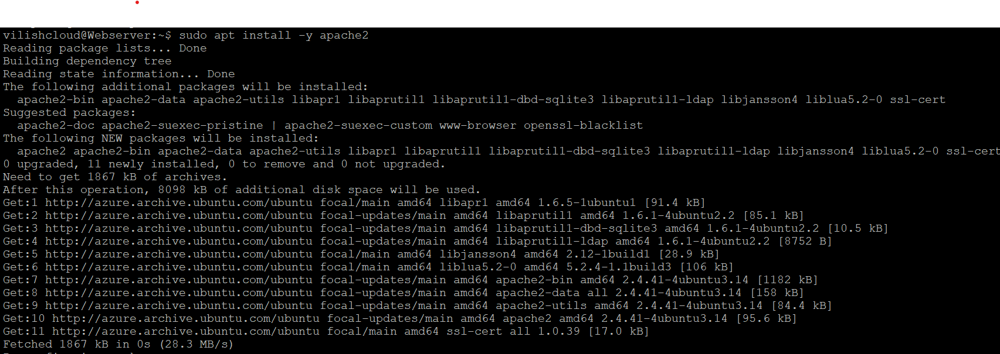 vilishcloud@Webserver:~$ sudo apt install -y apache2
Reading package lists... Done
Building dependency tree
Reading state information... Done
The following additional packages will be installed:
  apache2-bin apache2-data apache2-utils libapr1 libaprutil1 libaprutil1-dbd-sqlite3 libaprutil1-ldap libjansson4 liblua5.2-0 ssl-cert
Suggested packages:
  apache2-doc apache2-suexec-pristine | apache2-suexec-custom www-browser openssl-blacklist
The following NEW packages will be installed:
  apache2 apache2-bin apache2-data apache2-utils libapr1 libaprutil1 libaprutil1-dbd-sqlite3 libaprutil1-ldap libjansson4 liblua5.2-0 ssl-cert
0 upgraded, 11 newly installed, 0 to remove and 0 not upgraded.
Need to get 1867 kB of archives.
After this operation, 8098 kB of additional disk space will be used.
Get:1 http://azure.archive.ubuntu.com/ubuntu focal/main amd64 libapr1 amd64 1.6.5-1ubuntu1 [91.4 kB]
Get:2 http://azure.archive.ubuntu.com/ubuntu focal-updates/main amd64 libaprutil1 amd64 1.6.1-4ubuntu2.2 [85.1 kB]
Get:3 http://azure.archive.ubuntu.com/ubuntu focal-updates/main amd64 libaprutil1-dbd-sqlite3 amd64 1.6.1-4ubuntu2.2 [10.5 kB]
Get:4 http://azure.archive.ubuntu.com/ubuntu focal-updates/main amd64 libaprutil1-ldap amd64 1.6.1-4ubuntu2.2 [8752 B]
Get:5 http://azure.archive.ubuntu.com/ubuntu focal/main amd64 libjansson4 amd64 2.12-1build1 [28.9 kB]
Get:6 http://azure.archive.ubuntu.com/ubuntu focal/main amd64 liblua5.2-0 amd64 5.2.4-1.1build3 [106 kB]
Get:7 http://azure.archive.ubuntu.com/ubuntu focal-updates/main amd64 apache2-bin amd64 2.4.41-4ubuntu3.14 [1182 kB]
Get:8 http://azure.archive.ubuntu.com/ubuntu focal-updates/main amd64 apache2-data all 2.4.41-4ubuntu3.14 [158 kB]
Get:9 http://azure.archive.ubuntu.com/ubuntu focal-updates/main amd64 apache2-utils amd64 2.4.41-4ubuntu3.14 [84.4 kB]
Get:10 http://azure.archive.ubuntu.com/ubuntu focal-updates/main amd64 apache2 amd64 2.4.41-4ubuntu3.14 [95.6 kB]
Get:11 http://azure.archive.ubuntu.com/ubuntu focal/main amd64 ssl-cert all 1.0.39 [17.0 kB]
Fetched 1867 kB in 0s (28.3 MB/s)